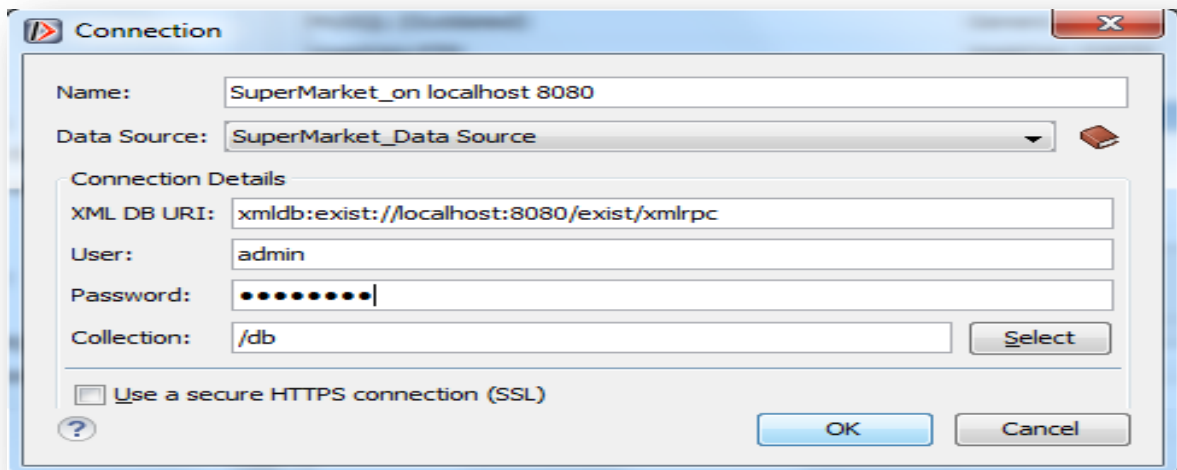 Connection
Name: SuperMarket_on localhost 8080
Data Source: SuperMarket_Data Source
Connection Details
XML DB URI: xmldb:exist://localhost:8080/exist/xmlrpc
User: admin
Password: ●●●●●●●●
Collection: /db Select
Use a secure HTTPS connection (SSL)
? OK Cancel